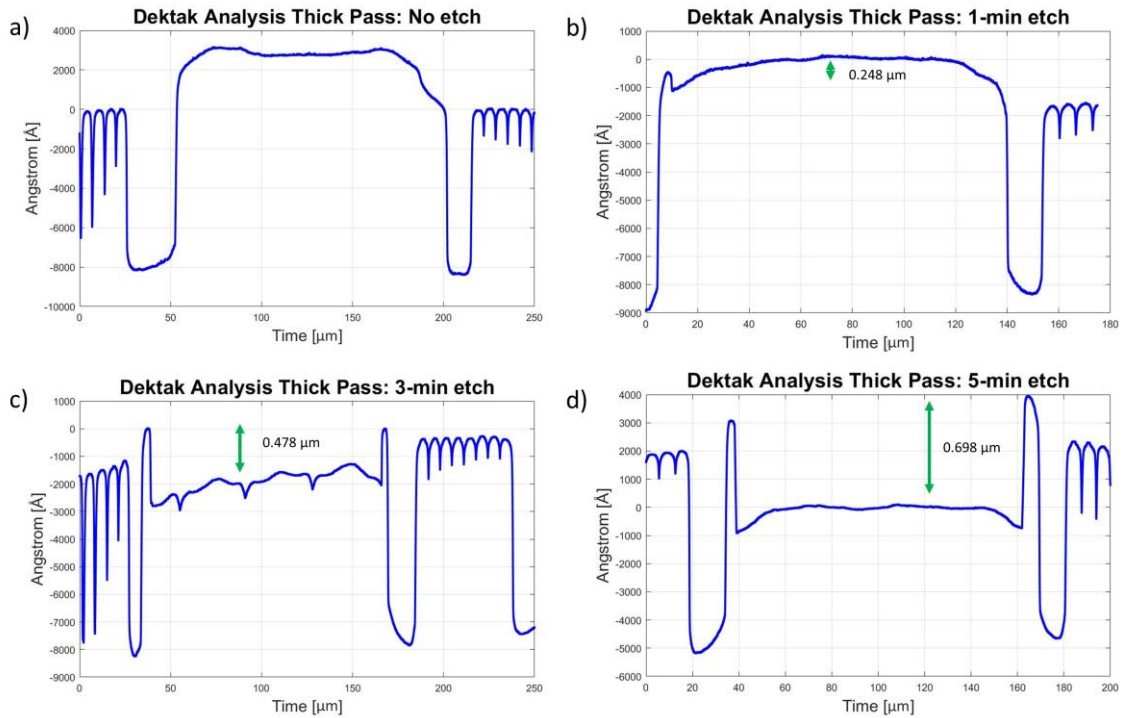 a)
Dektak Analysis Thick Pass: No etch
Angstrom [Å]
4000
2000
0
-2000
-4000
-6000
-8000
-10000
0 50 100 150 200 250
Time [μm]
b)
Dektak Analysis Thick Pass: 1-min etch
Angstrom [Å]
1000
0
-1000
-2000
-3000
-4000
-5000
-6000
-7000
-8000
-9000
0.248 μm
0 20 40 60 80 100 120 140 160 180
Time [μm]
c)
Dektak Analysis Thick Pass: 3-min etch
Angstrom [Å]
1000
0
-1000
-2000
-3000
-4000
-5000
-6000
-7000
-8000
-9000
0.478 μm
0 50 100 150 200 250
Time [μm]
d)
Dektak Analysis Thick Pass: 5-min etch
Angstrom [Å]
4000
3000
2000
1000
0
-1000
-2000
-3000
-4000
-5000
-6000
0.698 μm
0 20 40 60 80 100 120 140 160 180 200
Time [μm]